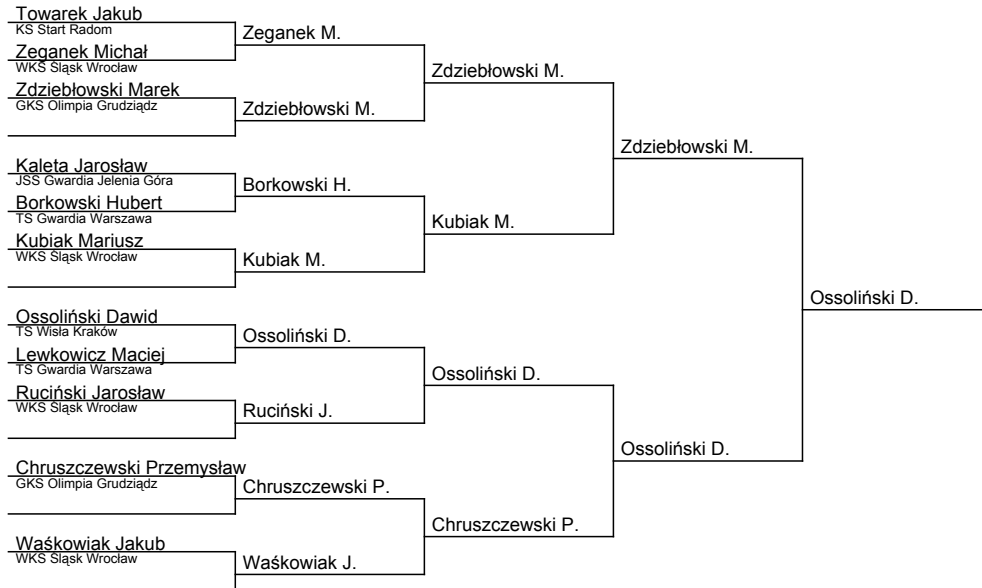 Towarek Jakub
KS Start Radom
Zeganek M.
Zeganek Michał
WKS Śląsk Wrocław
Zdziebłowski M.
Zdziebłowski Marek
GKS Olimpia Grudziądz
Zdziebłowski M.
Zdziebłowski M.
Kaleta Jarosław
JSS Gwardia Jelenia Góra
Borkowski H.
Borkowski Hubert
TS Gwardia Warszawa
Kubiak M.
Kubiak Mariusz
WKS Śląsk Wrocław
Kubiak M.
Ossoliński D.
Ossoliński Dawid
TS Wisła Kraków
Ossoliński D.
Lewkowicz Maciej
TS Gwardia Warszawa
Ossoliński D.
Ruciński Jarosław
WKS Śląsk Wrocław
Ruciński J.
Ossoliński D.
Chruszczewski Przemysław
GKS Olimpia Grudziądz
Chruszczewski P.
Chruszczewski P.
Waśkowiak Jakub
WKS Śląsk Wrocław
Waśkowiak J.